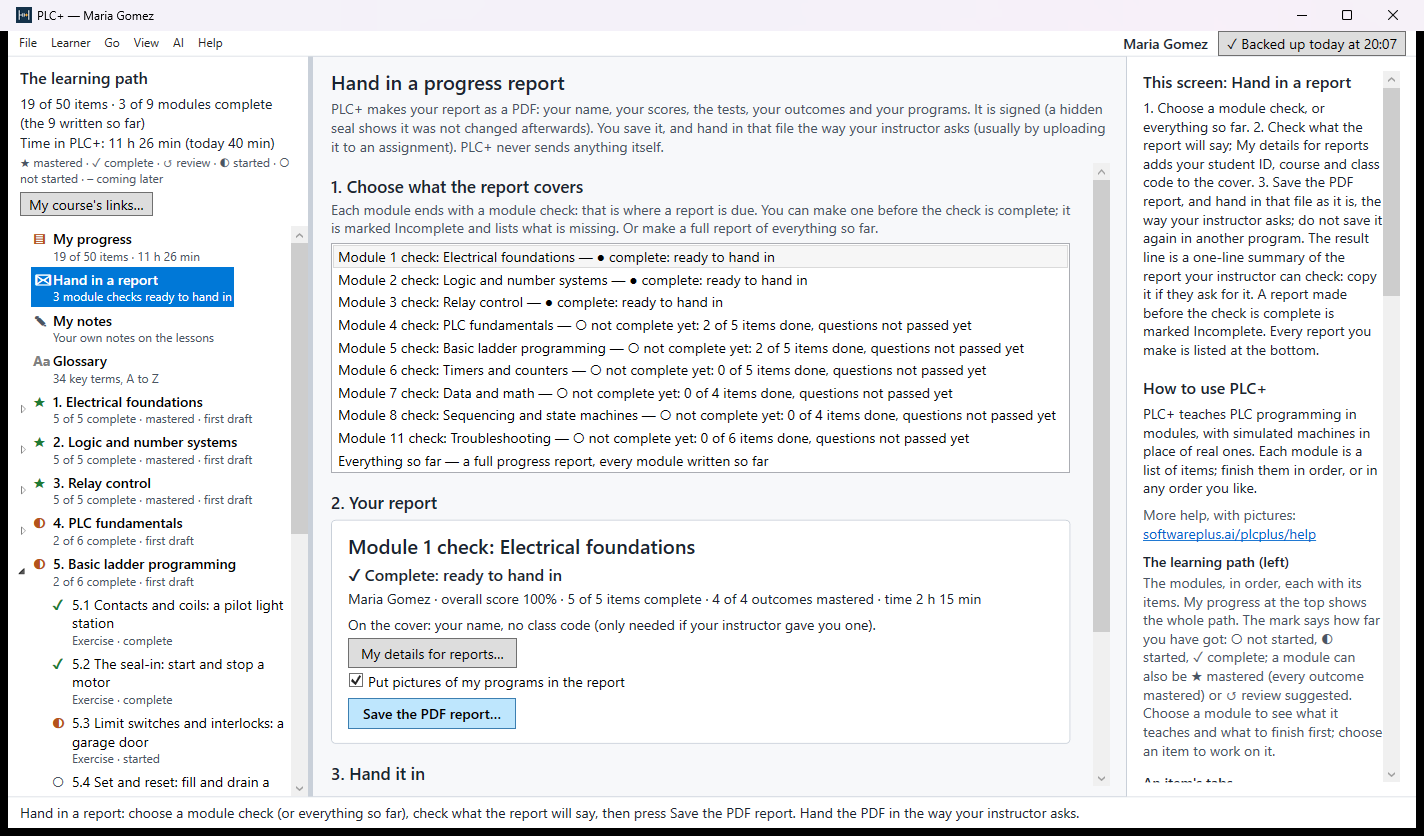 PLC+ — Maria Gomez
File Learner Go View AI Help
Maria Gomez
✓ Backed up today at 20:07
The learning path
19 of 50 items · 3 of 9 modules complete
(the 9 written so far)
Time in PLC+: 11 h 26 min (today 40 min)
★ mastered · ✓ complete · ↺ review · ◐ started · ○
not started · – coming later
My course's links...
My progress
19 of 50 items · 11 h 26 min
Hand in a report
3 module checks ready to hand in
My notes
Your own notes on the lessons
Aa Glossary
34 key terms, A to Z
★ 1. Electrical foundations
5 of 5 complete · mastered · first draft
★ 2. Logic and number systems
5 of 5 complete · mastered · first draft
★ 3. Relay control
5 of 5 complete · mastered · first draft
◐ 4. PLC fundamentals
2 of 6 complete · first draft
◐ 5. Basic ladder programming
2 of 6 complete · first draft
✓ 5.1 Contacts and coils: a pilot light
station
Exercise · complete
✓ 5.2 The seal-in: start and stop a
motor
Exercise · complete
◐ 5.3 Limit switches and interlocks: a
garage door
Exercise · started
○ 5.4 Set and reset: fill and drain a
Hand in a progress report
PLC+ makes your report as a PDF: your name, your scores, the tests, your outcomes and your programs. It is signed (a hidden
seal shows it was not changed afterwards). You save it, and hand in that file the way your instructor asks (usually by uploading
it to an assignment). PLC+ never sends anything itself.
1. Choose what the report covers
Each module ends with a module check: that is where a report is due. You can make one before the check is complete; it
is marked Incomplete and lists what is missing. Or make a full report of everything so far.
Module 1 check: Electrical foundations — ● complete: ready to hand in
Module 2 check: Logic and number systems — ● complete: ready to hand in
Module 3 check: Relay control — ● complete: ready to hand in
Module 4 check: PLC fundamentals — ○ not complete yet: 2 of 5 items done, questions not passed yet
Module 5 check: Basic ladder programming — ○ not complete yet: 2 of 5 items done, questions not passed yet
Module 6 check: Timers and counters — ○ not complete yet: 0 of 5 items done, questions not passed yet
Module 7 check: Data and math — ○ not complete yet: 0 of 4 items done, questions not passed yet
Module 8 check: Sequencing and state machines — ○ not complete yet: 0 of 4 items done, questions not passed yet
Module 11 check: Troubleshooting — ○ not complete yet: 0 of 6 items done, questions not passed yet
Everything so far — a full progress report, every module written so far
2. Your report
Module 1 check: Electrical foundations
✓ Complete: ready to hand in
Maria Gomez · overall score 100% · 5 of 5 items complete · 4 of 4 outcomes mastered · time 2 h 15 min
On the cover: your name, no class code (only needed if your instructor gave you one).
My details for reports...
Put pictures of my programs in the report
Save the PDF report...
3. Hand it in
This screen: Hand in a report
1. Choose a module check, or
everything so far. 2. Check what the
report will say; My details for reports
adds your student ID, course and class
code to the cover. 3. Save the PDF
report, and hand in that file as it is, the
way your instructor asks; do not save it
again in another program. The result
line is a one-line summary of the
report your instructor can check: copy
it if they ask for it. A report made
before the check is complete is
marked Incomplete. Every report you
make is listed at the bottom.
How to use PLC+
PLC+ teaches PLC programming in
modules, with simulated machines in
place of real ones. Each module is a
list of items; finish them in order, or in
any order you like.
More help, with pictures:
softwareplus.ai/plcplus/help
The learning path (left)
The modules, in order, each with its
items. My progress at the top shows
the whole path. The mark says how far
you have got: ○ not started, ◐
started, ✓ complete; a module can
also be ★ mastered (every outcome
mastered) or ↺ review suggested.
Choose a module to see what it
teaches and what to finish first; choose
an item to work on it.
An item's tabs
Hand in a report: choose a module check (or everything so far), check what the report will say, then press Save the PDF report. Hand the PDF in the way your instructor asks.